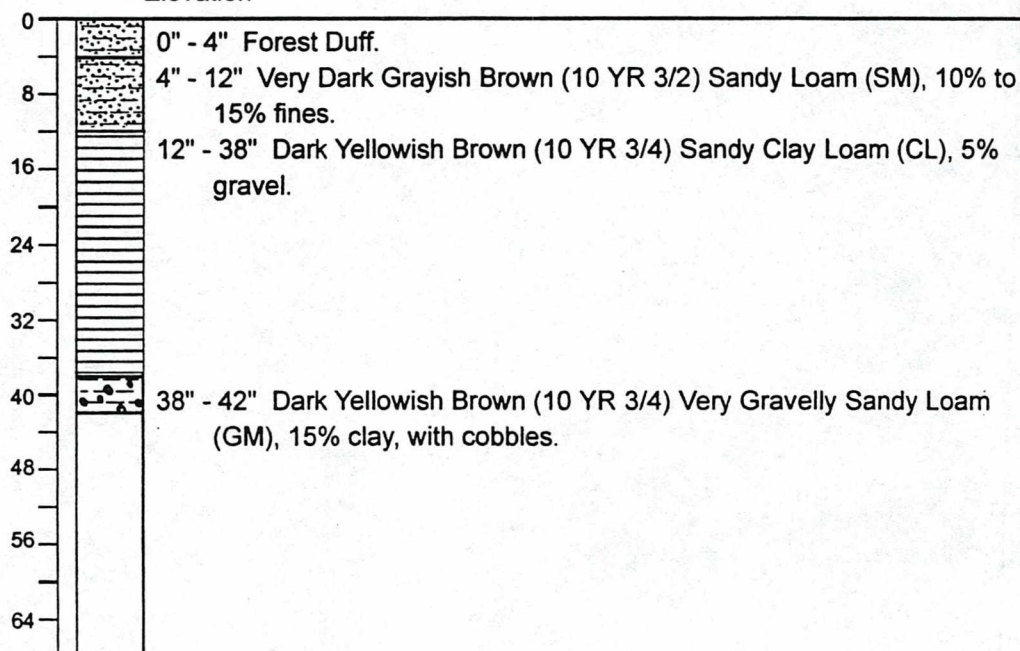 Elevation
0
0" - 4" Forest Duff.
4" - 12" Very Dark Grayish Brown (10 YR 3/2) Sandy Loam (SM), 10% to
8
15% fines.
12" - 38" Dark Yellowish Brown (10 YR 3/4) Sandy Clay Loam (CL), 5%
16
gravel.
24
32
40
38" - 42" Dark Yellowish Brown (10 YR 3/4) Very Gravelly Sandy Loam
(GM), 15% clay, with cobbles.
48
56
64